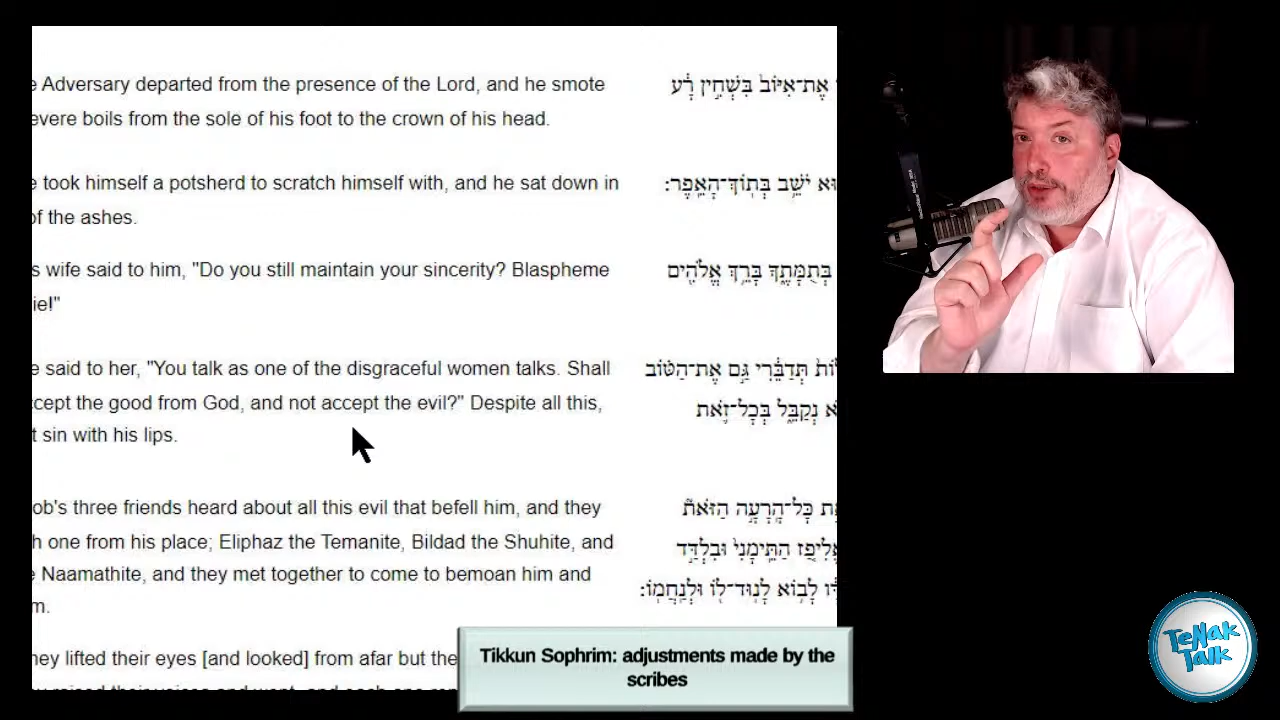 e Adversary departed from the presence of the Lord, and he smote
evere boils from the sole of his foot to the crown of his head.
אֶת־אִיּוֹב֙ בִּשְׁחִ֣ין רָ֔ע
e took himself a potsherd to scratch himself with, and he sat down in
of the ashes.
יֹשֵׁ֥ב בְּתֽוֹךְ־הָאֵֽפֶר׃
s wife said to him, "Do you still maintain your sincerity? Blaspheme
ie!"
בְּתֻמָּתֶ֑ךָ בָּרֵ֥ךְ אֱלֹהִ֖ים
e said to her, "You talk as one of the disgraceful women talks. Shall
ccept the good from God, and not accept the evil?" Despite all this,
t sin with his lips.
תְּדַבֵּ֔רִי גַּ֣ם אֶת־הַטּ֗וֹב
נְקַבֵּ֑ל בְּכָל־זֹ֛את
ob's three friends heard about all this evil that befell him, and they
h one from his place; Eliphaz the Temanite, Bildad the Shuhite, and
e Naamathite, and they met together to come to bemoan him and
m.
כָּל־הָרָעָ֣ה הַזֹּאת֮
אֱלִיפַ֤ז הַתֵּימָנִי֙ וּבִלְדַּ֣ד
לָב֥וֹא לָנֽוּד־ל֖וֹ וּֽלְנַחֲמֽוֹ׃
hey lifted their eyes [and looked] from afar but the
Tikkun Sophrim: adjustments made by the
scribes
TeNaK
Talk